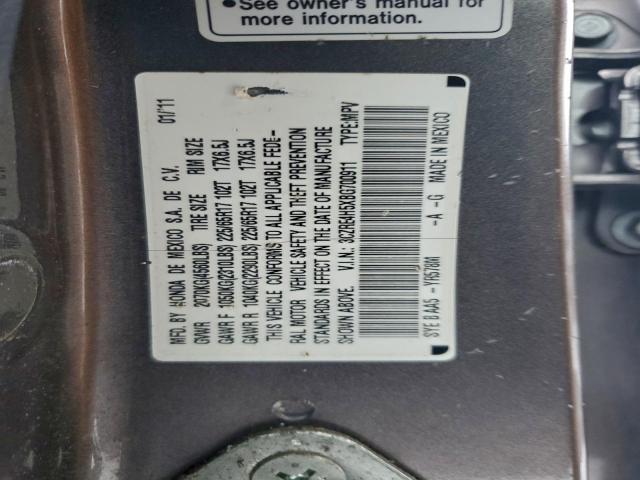 See owner's manual for
more information.
MFD. BY HONDA DE MEXICO S.A. DE C.V. 01/11
GVWR 2070KG(4560LBS) TIRE SIZE RIM SIZE
GAWR F 1050KG(2310LBS) 225/65R17 102T 17X6.5J
GAWR R 1040KG(2290LBS) 225/65R17 102T 17X6.5J
THIS VEHICLE CONFORMS TO ALL APPLICABLE FEDE-
RAL MOTOR VEHICLE SAFETY AND THEFT PREVENTION
STANDARDS IN EFFECT ON THE DATE OF MANUFACTURE
SHOWN ABOVE. V.I.N.: 3CZRE4H5XBG700911 TYPE:MPV
SYE BAA5 -YR578M -A -G MADE IN MEXICO